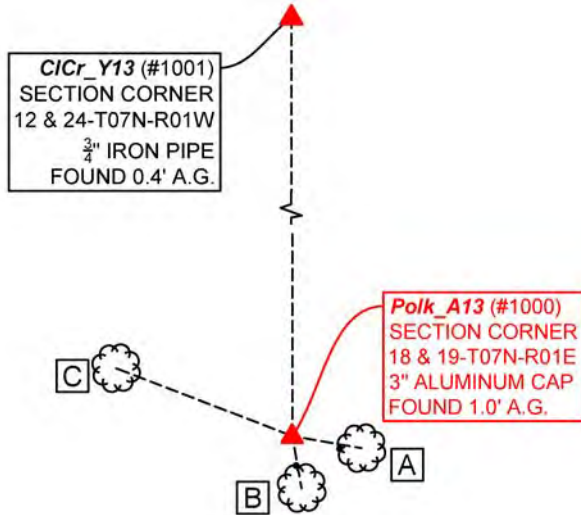 ClCr_Y13 (#1001)
SECTION CORNER
12 & 24-T07N-R01W
3/4" IRON PIPE
FOUND 0.4' A.G.
Polk_A13 (#1000)
SECTION CORNER
18 & 19-T07N-R01E
3" ALUMINUM CAP
FOUND 1.0' A.G.
C
A
B